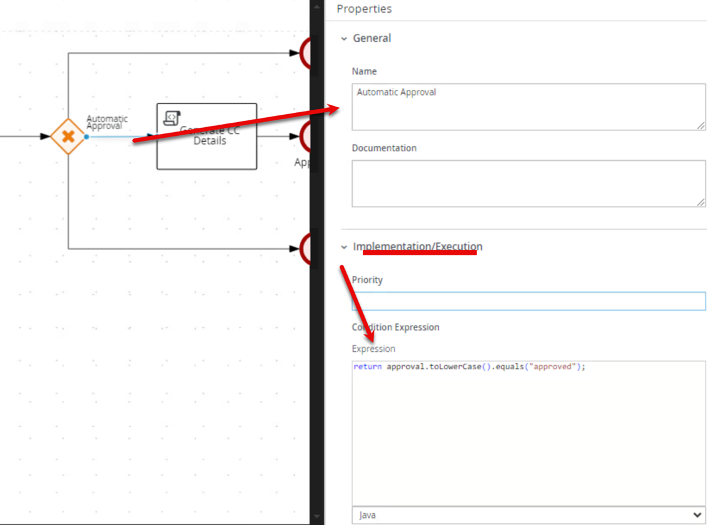 Properties
General
Name
Automatic Approval
Documentation
Implementation/Execution
Priority
Condition Expression
Expression
return approval.toLowerCase().equals("approved");
Java
Automatic
Approval
Generate CC
Details
App